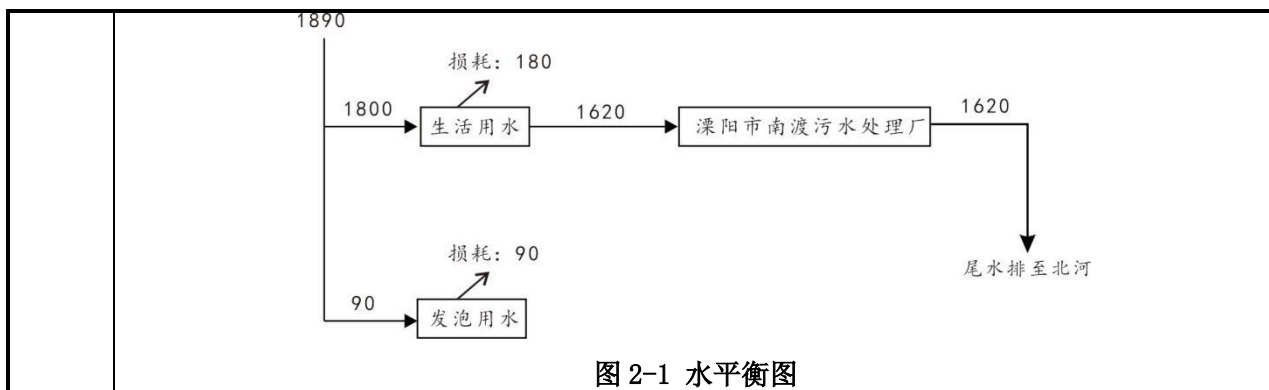 1890
损耗：180
1800
生活用水
1620
溧阳市南渡污水处理厂
1620
尾水排至北河
损耗：90
90
发泡用水
图 2-1 水平衡图